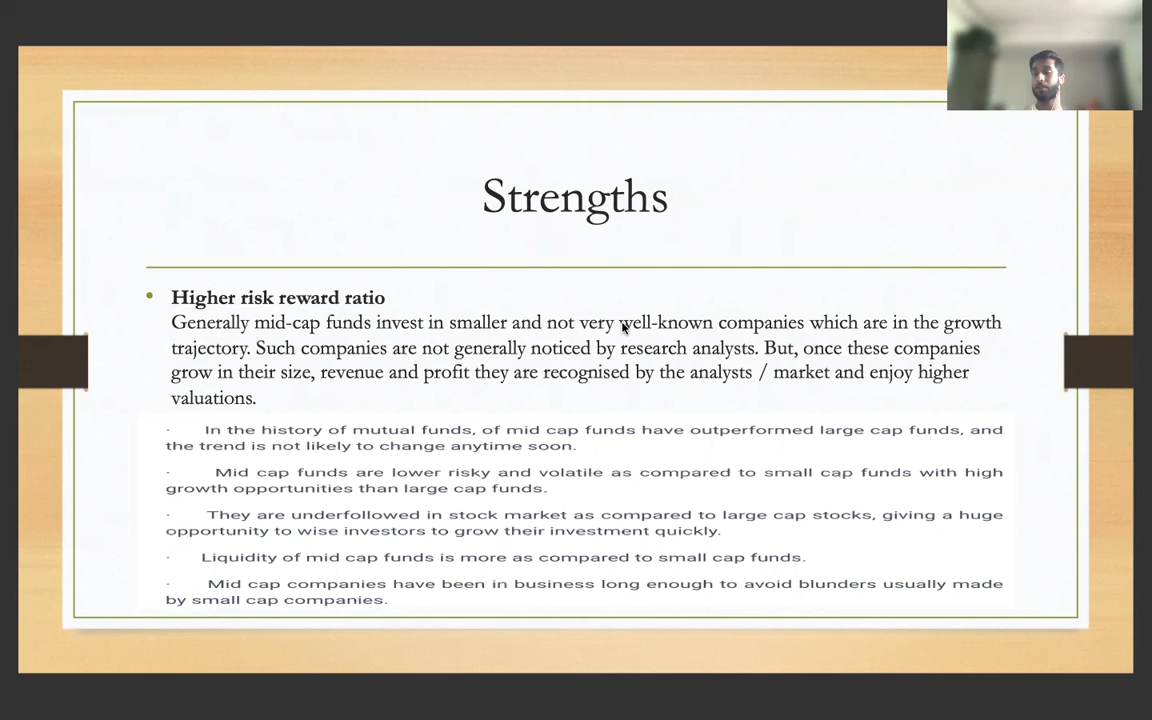 Strengths
• Higher risk reward ratio
Generally mid-cap funds invest in smaller and not very well-known companies which are in the growth
trajectory. Such companies are not generally noticed by research analysts. But, once these companies
grow in their size, revenue and profit they are recognised by the analysts / market and enjoy higher
valuations.
· In the history of mutual funds, of mid cap funds have outperformed large cap funds, and
the trend is not likely to change anytime soon.
· Mid cap funds are lower risky and volatile as compared to small cap funds with high
growth opportunities than large cap funds.
· They are underfollowed in stock market as compared to large cap stocks, giving a huge
opportunity to wise investors to grow their investment quickly.
· Liquidity of mid cap funds is more as compared to small cap funds.
· Mid cap companies have been in business long enough to avoid blunders usually made
by small cap companies.